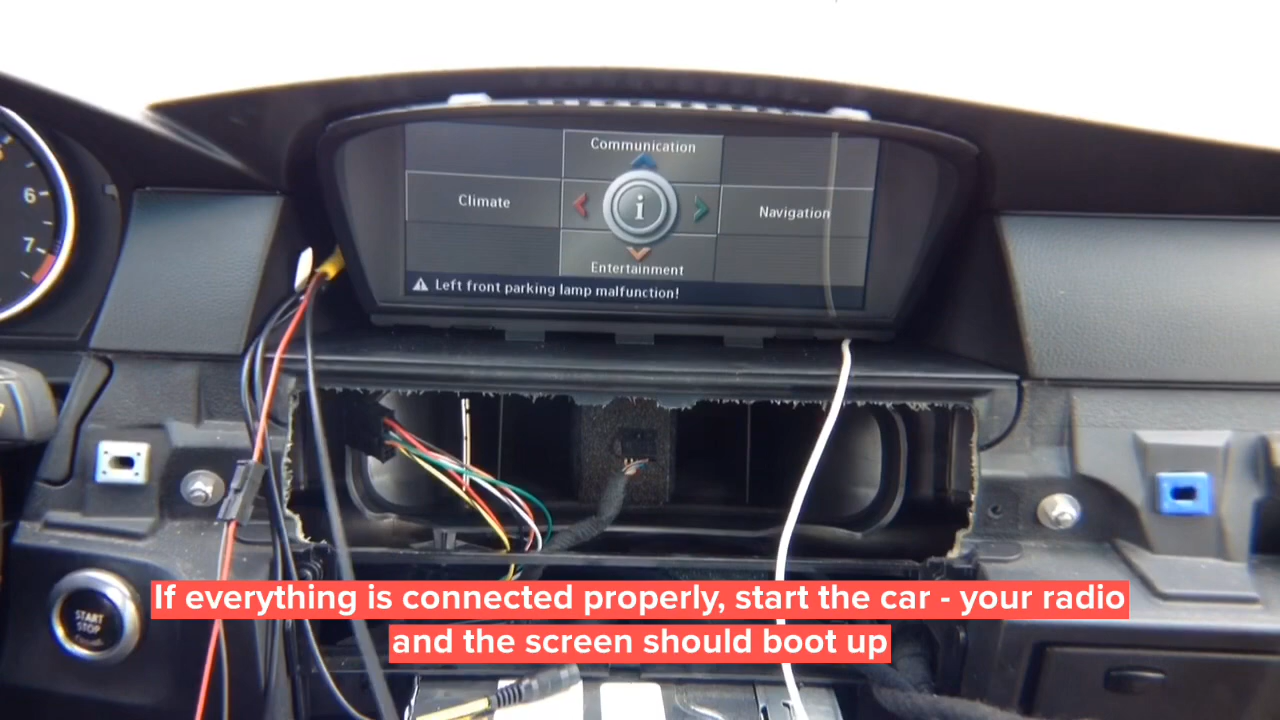 Communication
Climate
i
Navigation
Entertainment
Left front parking lamp malfunction!
6
7
START
STOP
If everything is connected properly, start the car - your radio
and the screen should boot up